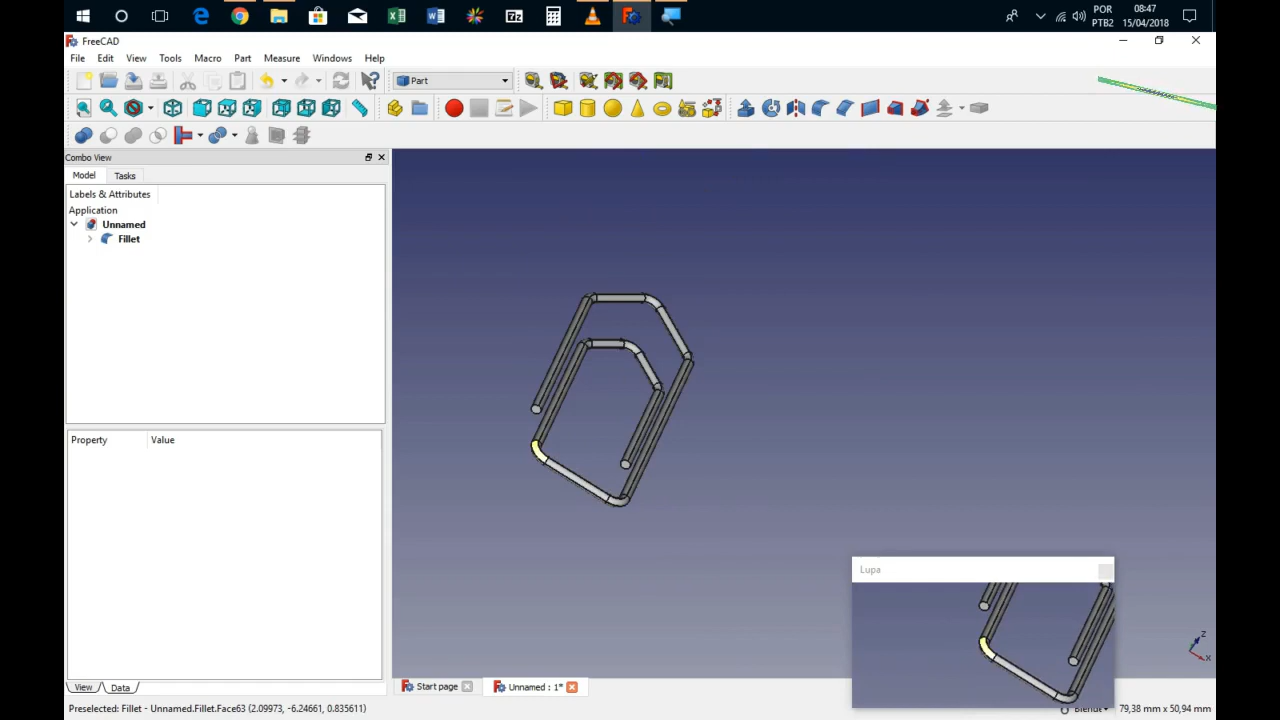 POR 08:47
PTB2 15/04/2018
FreeCAD
File Edit View Tools Macro Part Measure Windows Help
Part
Combo View
Model Tasks
Labels & Attributes
Application
Unnamed
Fillet
Property Value
Lupa
Z
X
View Data
Start page Unnamed : 1*
Preselected: Fillet - Unnamed.Fillet.Face63 (2.09973, -6.24661, 0.835611) 79,38 mm x 50,94 mm